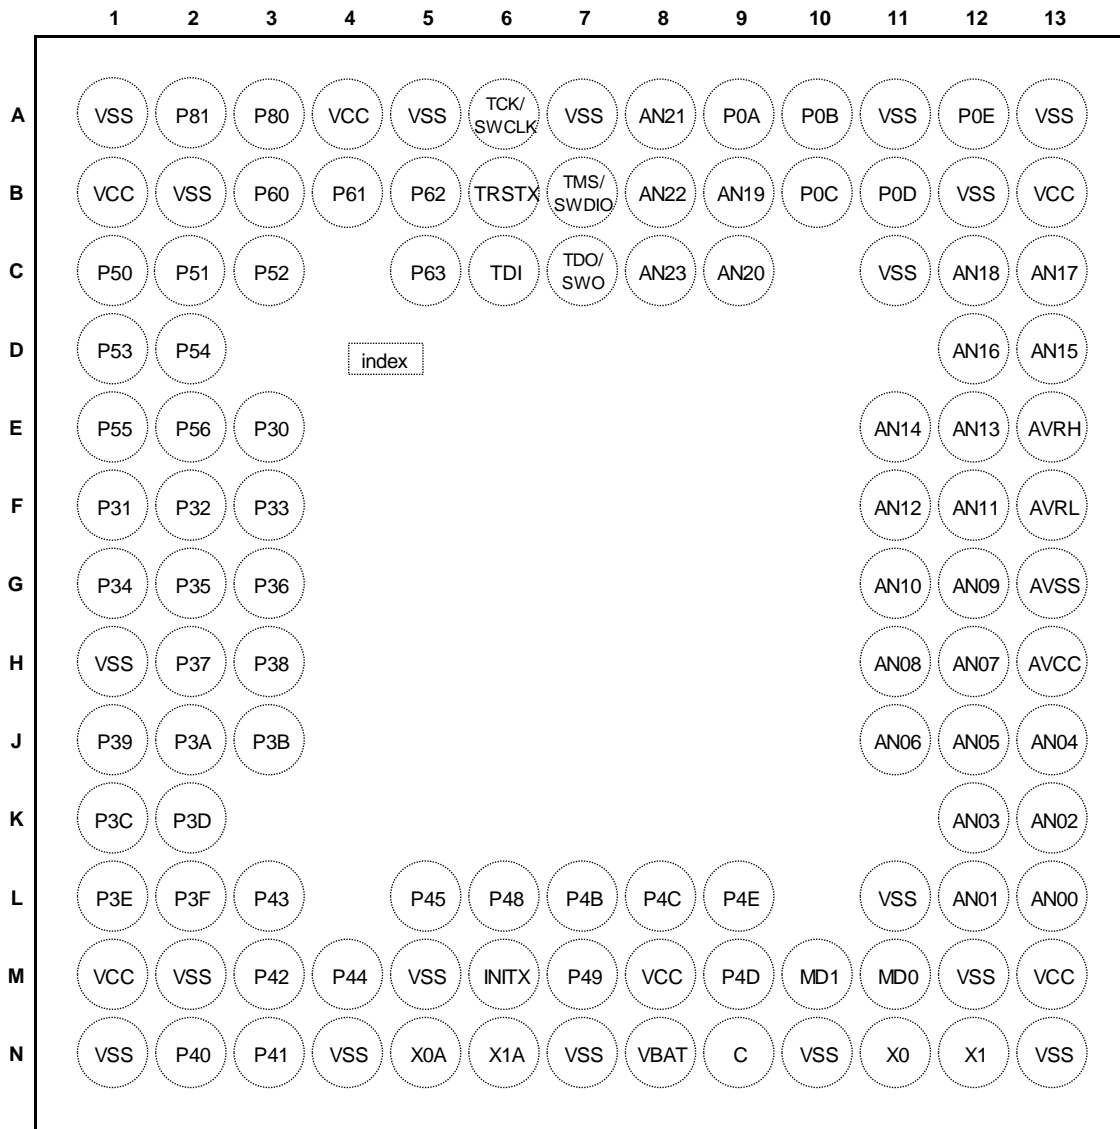 1 2 3 4 5 6 7 8 9 10 11 12 13
A VSS P81 P80 VCC VSS TCK/ SWCLK VSS AN21 P0A P0B VSS P0E VSS
B VCC VSS P60 P61 P62 TRSTX TMS/ SWDIO AN22 AN19 P0C P0D VSS VCC
C P50 P51 P52 P63 TDI TDO/ SWO AN23 AN20 VSS AN18 AN17
D P53 P54 index AN16 AN15
E P55 P56 P30 AN14 AN13 AVRH
F P31 P32 P33 AN12 AN11 AVRL
G P34 P35 P36 AN10 AN09 AVSS
H VSS P37 P38 AN08 AN07 AVCC
J P39 P3A P3B AN06 AN05 AN04
K P3C P3D AN03 AN02
L P3E P3F P43 P45 P48 P4B P4C P4E VSS AN01 AN00
M VCC VSS P42 P44 VSS INITX P49 VCC P4D MD1 MD0 VSS VCC
N VSS P40 P41 VSS X0A X1A VSS VBAT C VSS X0 X1 VSS